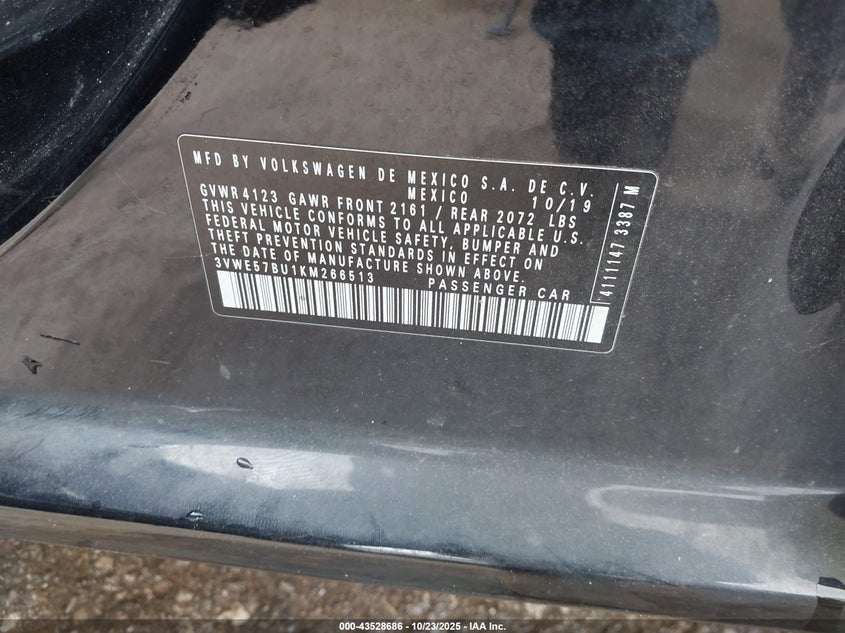 MFD BY VOLKSWAGEN DE MEXICO S.A. DE C.V.
MEXICO 10/19
GVWR 4123 GAWR FRONT 2161 / REAR 2072 LBS
THIS VEHICLE CONFORMS TO ALL APPLICABLE U.S.
FEDERAL MOTOR VEHICLE SAFETY, BUMPER AND
THEFT PREVENTION STANDARDS IN EFFECT ON
THE DATE OF MANUFACTURE SHOWN ABOVE.
3VWE57BU1KM266513 PASSENGER CAR
4111147 3387 M
000-43528686 - 10/23/2025 - IAA Inc.